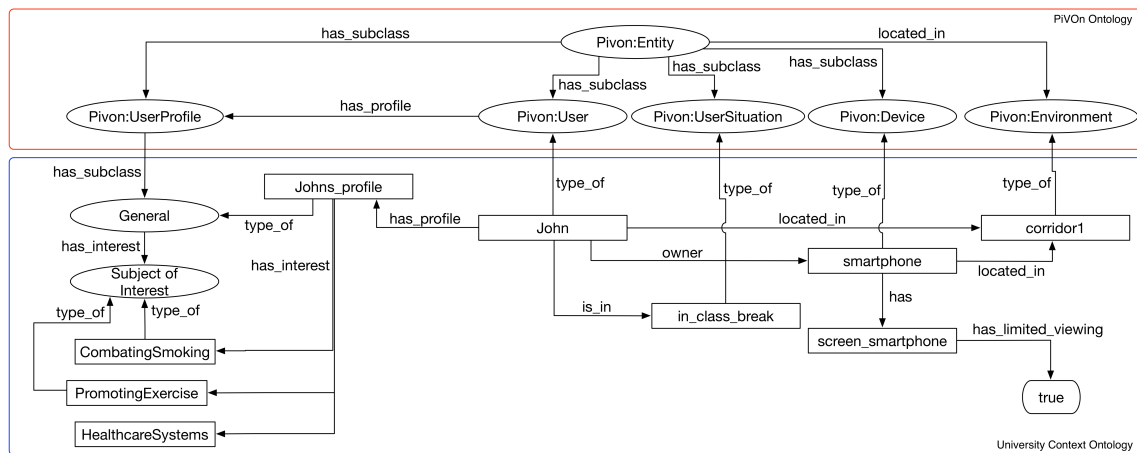 PiVOn Ontology
has_subclass
Pivon:Entity
located_in
has_subclass
has_subclass
has_subclass
Pivon:UserProfile
has_profile
Pivon:User
Pivon:UserSituation
Pivon:Device
Pivon:Environment
has_subclass
Johns_profile
type_of
type_of
type_of
type_of
General
type_of
has_profile
John
located_in
corridor1
has_interest
has_interest
owner
smartphone
located_in
Subject of
Interest
type_of
type_of
is_in
in_class_break
has
CombatingSmoking
screen_smartphone
has_limited_viewing
PromotingExercise
true
HealthcareSystems
University Context Ontology